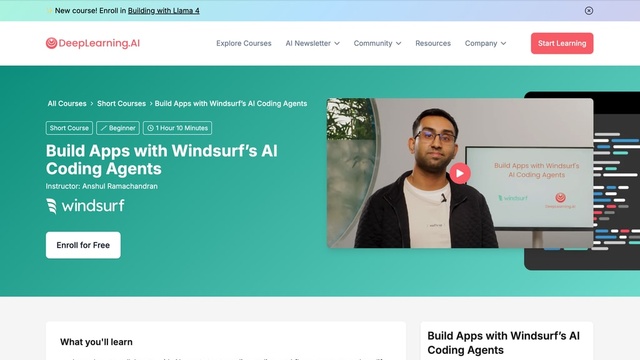 New course! Enroll in Building with Llama 4
DeepLearning.AI
Explore Courses
AI Newsletter
Community
Resources
Company
Start Learning
All Courses > Short Courses > Build Apps with Windsurf's AI Coding Agents
Short Course
Beginner
1 Hour 10 Minutes
Build Apps with Windsurf's AI
Coding Agents
Instructor: Anshul Ramachandran
windsurf
Enroll for Free
Build Apps with Windsurf's
AI Coding Agents
windsurf
DeepLearning.AI
What you'll learn
Build Apps with Windsurf's AI
Coding Agents